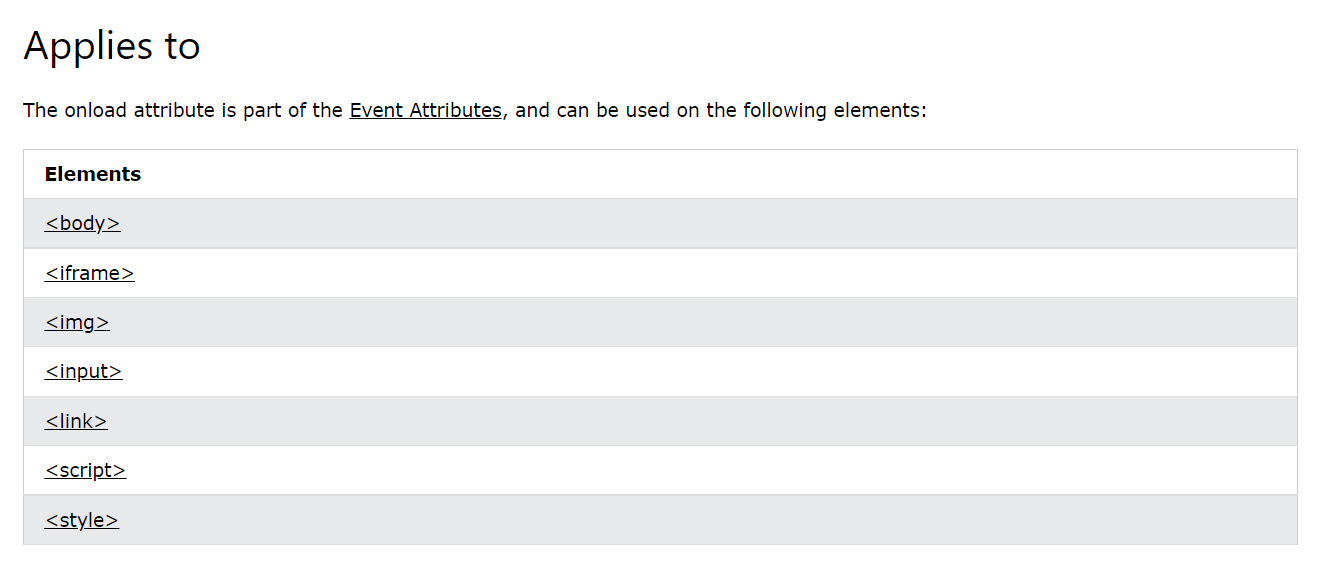 Applies to
The onload attribute is part of the Event Attributes, and can be used on the following elements:
Elements
<body>
<iframe>
<img>
<input>
<link>
<script>
<style>